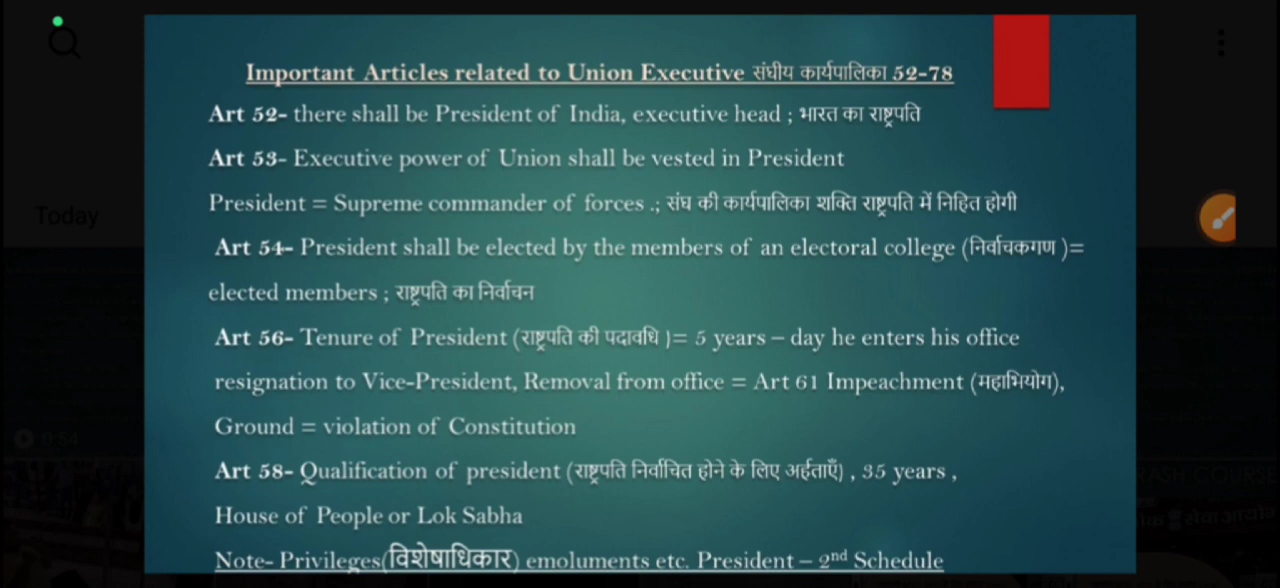 Important Articles related to Union Executive संघीय कार्यपालिका 52-78
Art 52- there shall be President of India, executive head ; भारत का राष्ट्रपति
Art 53- Executive power of Union shall be vested in President
President = Supreme commander of forces .; संघ की कार्यपालिका शक्ति राष्ट्रपति में निहित होगी
Today
Art 54- President shall be elected by the members of an electoral college (निर्वाचकगण )=
elected members ; राष्ट्रपति का निर्वाचन
Art 56- Tenure of President (राष्ट्रपति की पदावधि )= 5 years – day he enters his office
resignation to Vice-President, Removal from office = Art 61 Impeachment (महाभियोग),
Ground = violation of Constitution
0:54
Art 58- Qualification of president (राष्ट्रपति निर्वाचित होने के लिए अर्हताएँ) , 35 years ,
House of People or Lok Sabha
Note- Privileges(विशेषाधिकार) emoluments etc. President – 2nd Schedule